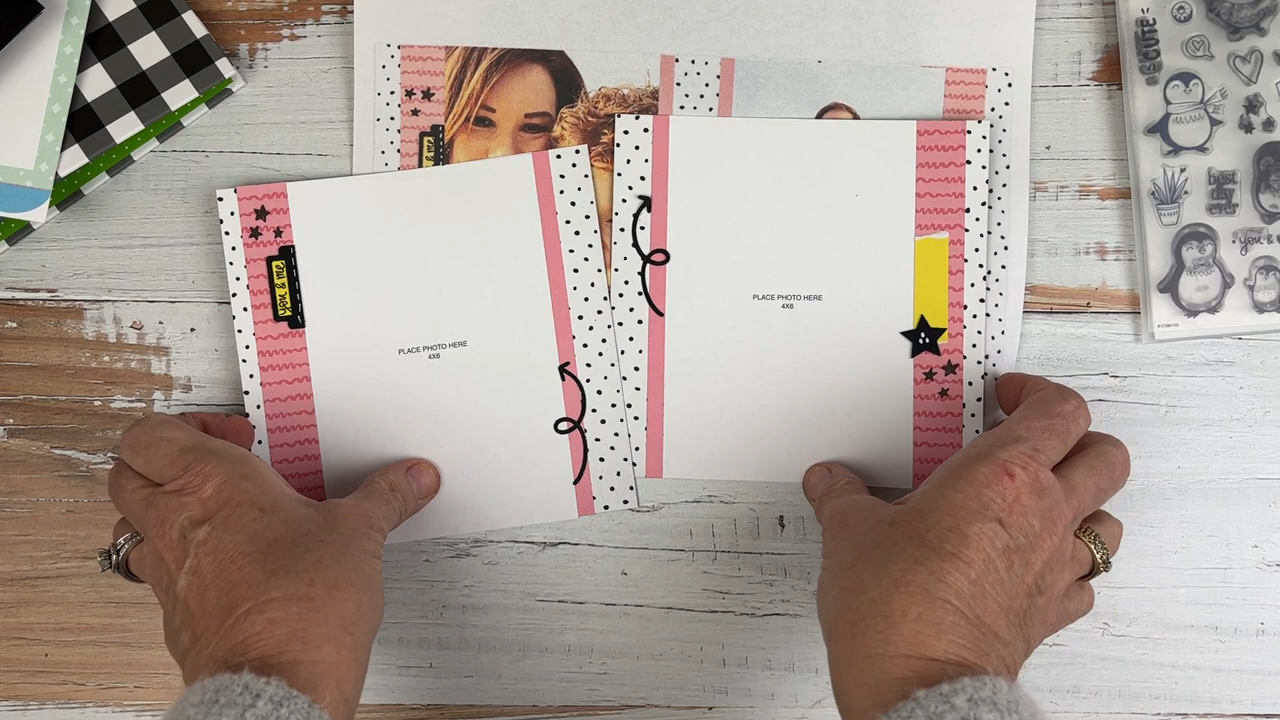 CUTE
best
day
ever
you &
& me
you & me
PLACE PHOTO HERE
4X6
PLACE PHOTO HERE
4X6